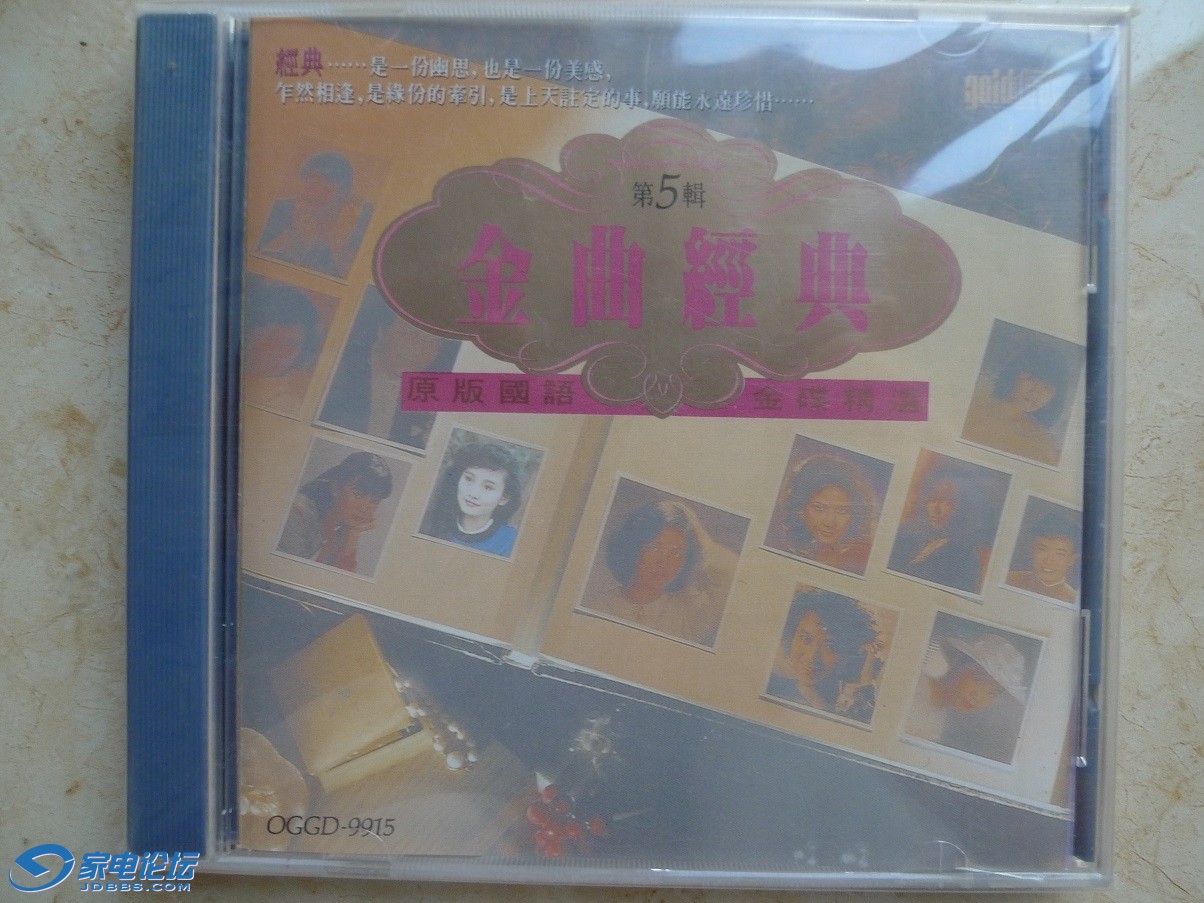 經典⋯⋯是一份幽思，也是一份美感，
乍然相逢，是緣份的牽引，是上天註定的事，願能永遠珍惜⋯⋯
gold
第5輯
金曲經典
原版國語 金碟精選
OGGD-9915
家电论坛
JDBBS.COM